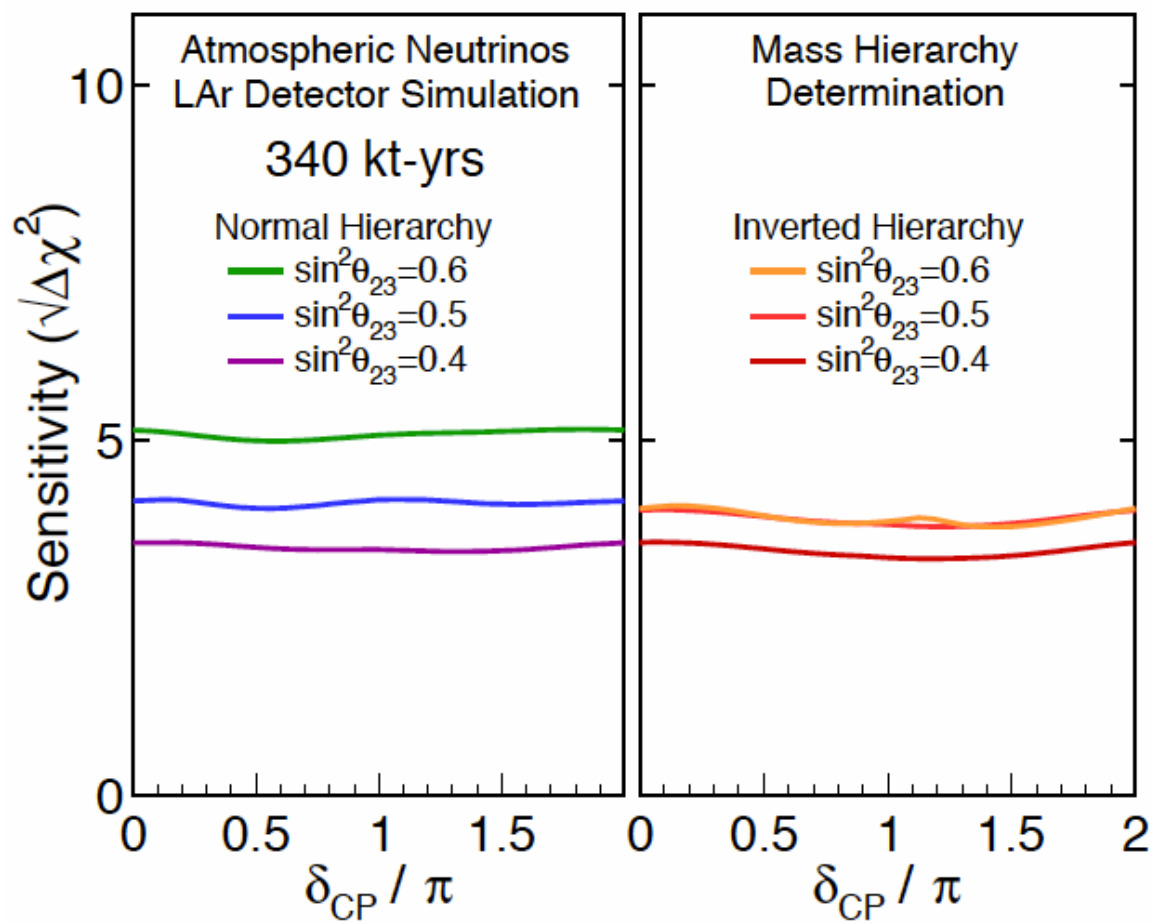 Atmospheric Neutrinos
LAr Detector Simulation
340 kt-yrs
Normal Hierarchy
sin²θ₂₃=0.6
sin²θ₂₃=0.5
sin²θ₂₃=0.4
Mass Hierarchy
Determination
Inverted Hierarchy
sin²θ₂₃=0.6
sin²θ₂₃=0.5
sin²θ₂₃=0.4
Sensitivity (√Δχ²)
10
5
0
0 0.5 1 1.5
0 0.5 1 1.5 2
δ_CP / π
δ_CP / π